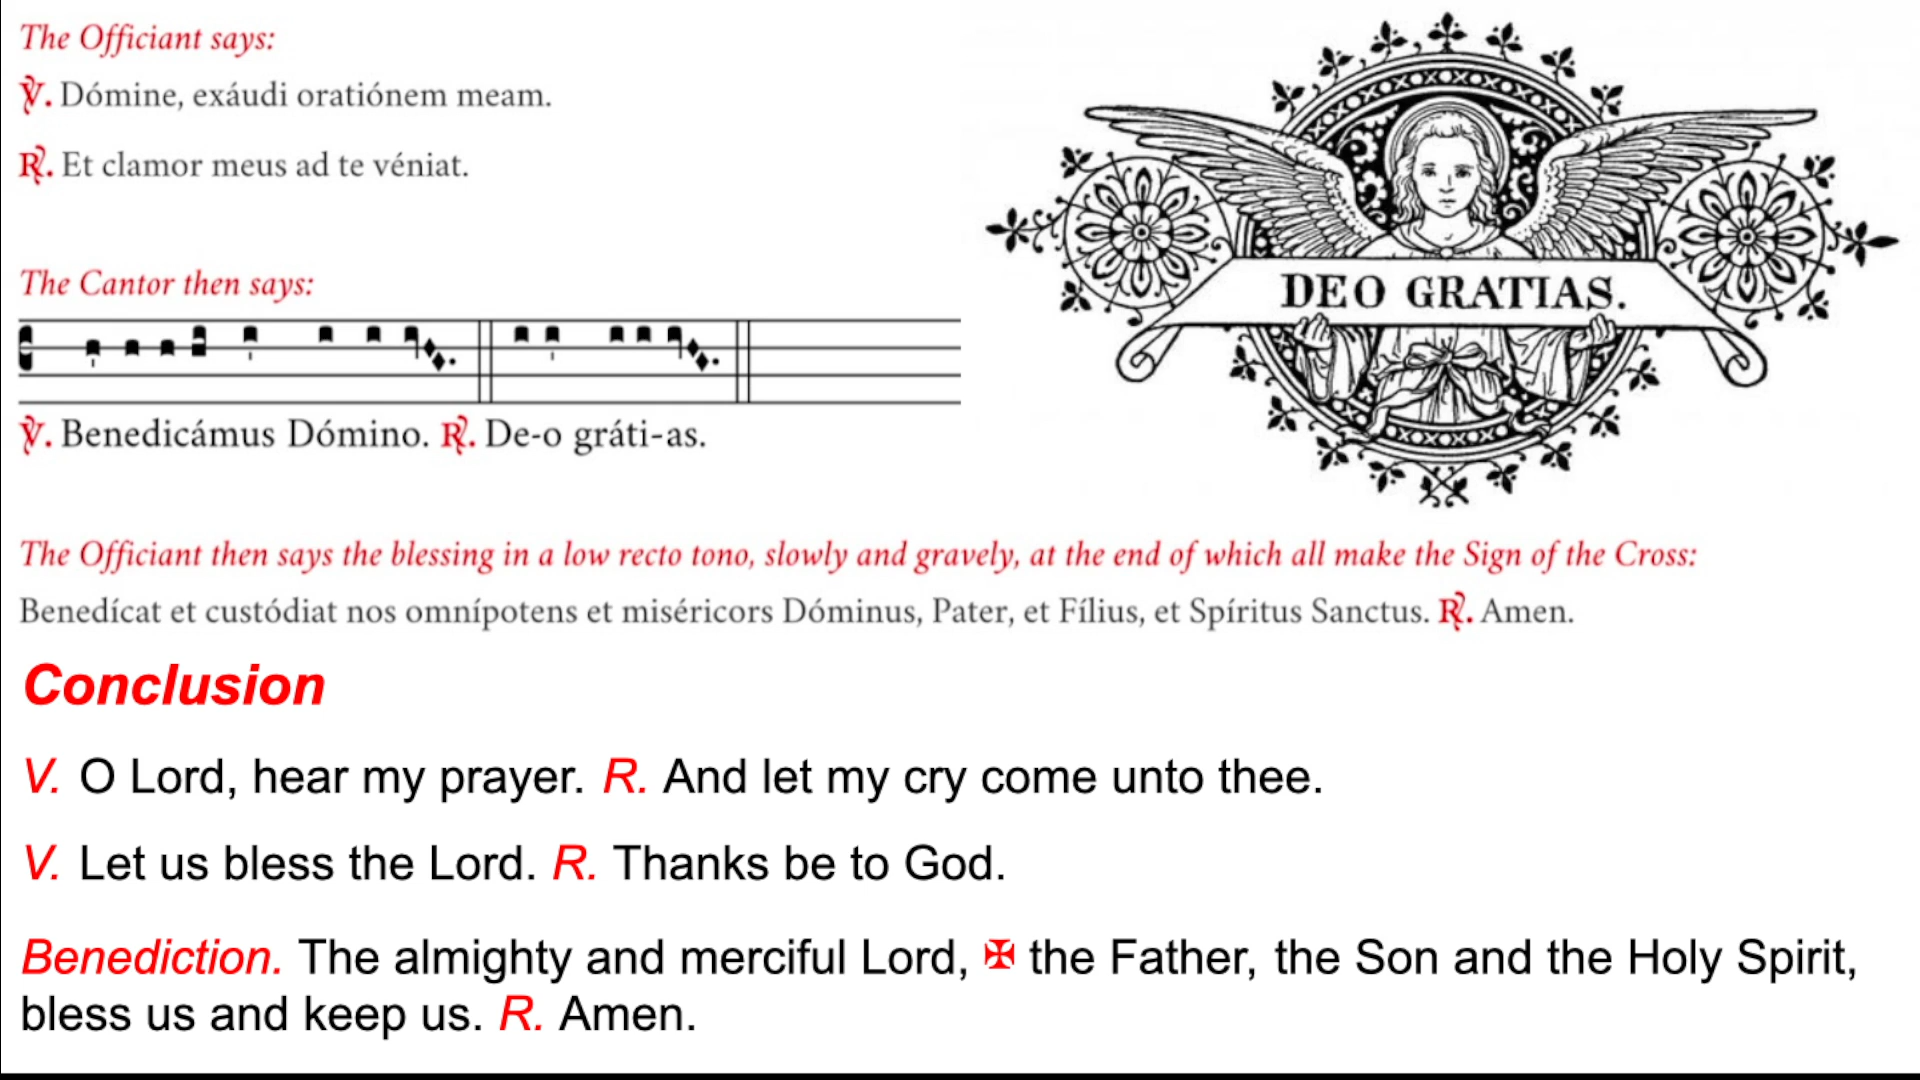 The Officiant says:
℣. Dómine, exáudi oratiónem meam.
℟. Et clamor meus ad te véniat.
The Cantor then says:
℣. Benedicámus Dómino. ℟. De-o gráti-as.
DEO GRATIAS.
The Officiant then says the blessing in a low recto tono, slowly and gravely, at the end of which all make the Sign of the Cross:
Benedícat et custódiat nos omnípotens et miséricors Dóminus, Pater, et Fílius, et Spíritus Sanctus. ℟. Amen.
Conclusion
V. O Lord, hear my prayer. R. And let my cry come unto thee.
V. Let us bless the Lord. R. Thanks be to God.
Benediction. The almighty and merciful Lord, ✠ the Father, the Son and the Holy Spirit,
bless us and keep us. R. Amen.